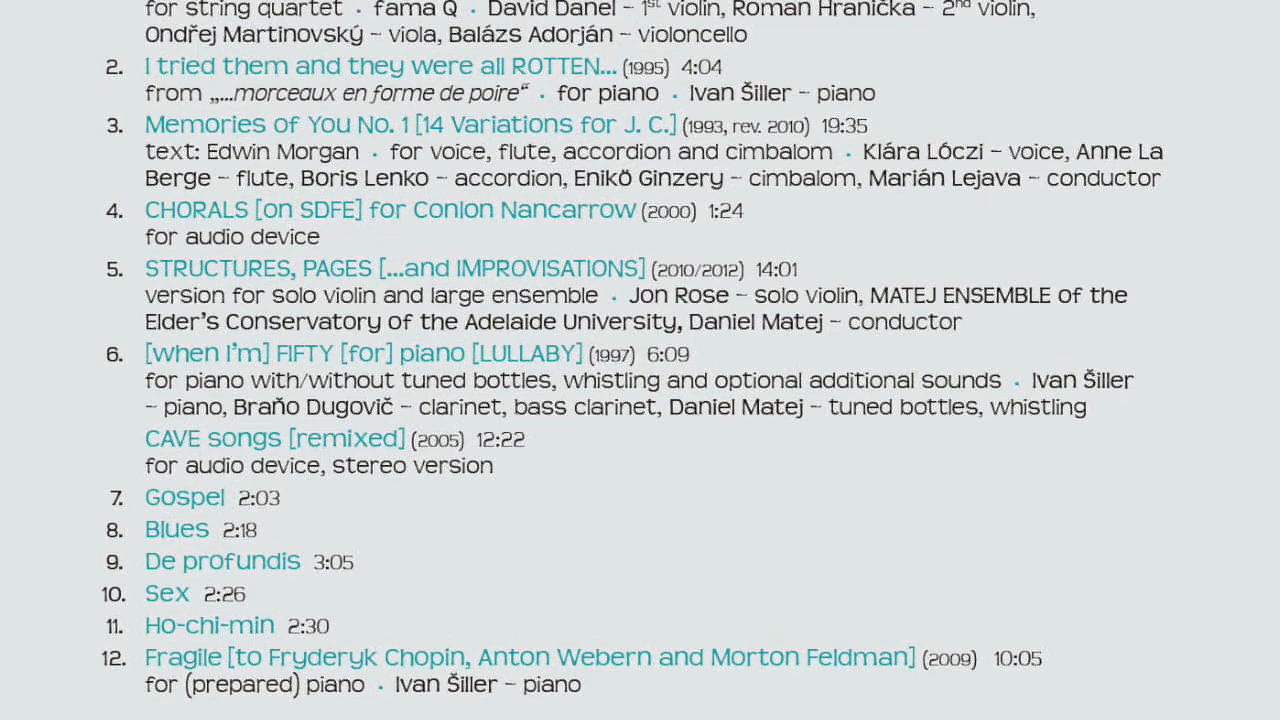 for string quartet • fama Q • David Danel – 1st violin, Roman Hranička – 2nd violin,
Ondřej Martinovský – viola, Balázs Adorján – violoncello
2. I tried them and they were all ROTTEN... (1995) 4:04
from „...morceaux en forme de poire“ • for piano • Ivan Šiller – piano
3. Memories of You No. 1 [14 Variations for J. C.] (1993, rev. 2010) 19:35
text: Edwin Morgan • for voice, flute, accordion and cimbalom • Klára Lóczi – voice, Anne La
Berge – flute, Boris Lenko – accordion, Enikö Ginzery – cimbalom, Marián Lejava – conductor
4. CHORALS [on SDFE] for Conlon Nancarrow (2000) 1:24
for audio device
5. STRUCTURES, PAGES [...and IMPROVISATIONS] (2010/2012) 14:01
version for solo violin and large ensemble • Jon Rose – solo violin, MATEJ ENSEMBLE of the
Elder’s Conservatory of the Adelaide University, Daniel Matej – conductor
6. [when I’m] FIFTY [for] piano [LULLABY] (1997) 6:09
for piano with/without tuned bottles, whistling and optional additional sounds • Ivan Šiller
– piano, Braňo Dugovič – clarinet, bass clarinet, Daniel Matej – tuned bottles, whistling
CAVE songs [remixed] (2005) 12:22
for audio device, stereo version
7. Gospel 2:03
8. Blues 2:18
9. De profundis 3:05
10. Sex 2:26
11. Ho-chi-min 2:30
12. Fragile [to Fryderyk Chopin, Anton Webern and Morton Feldman] (2009) 10:05
for (prepared) piano • Ivan Šiller – piano